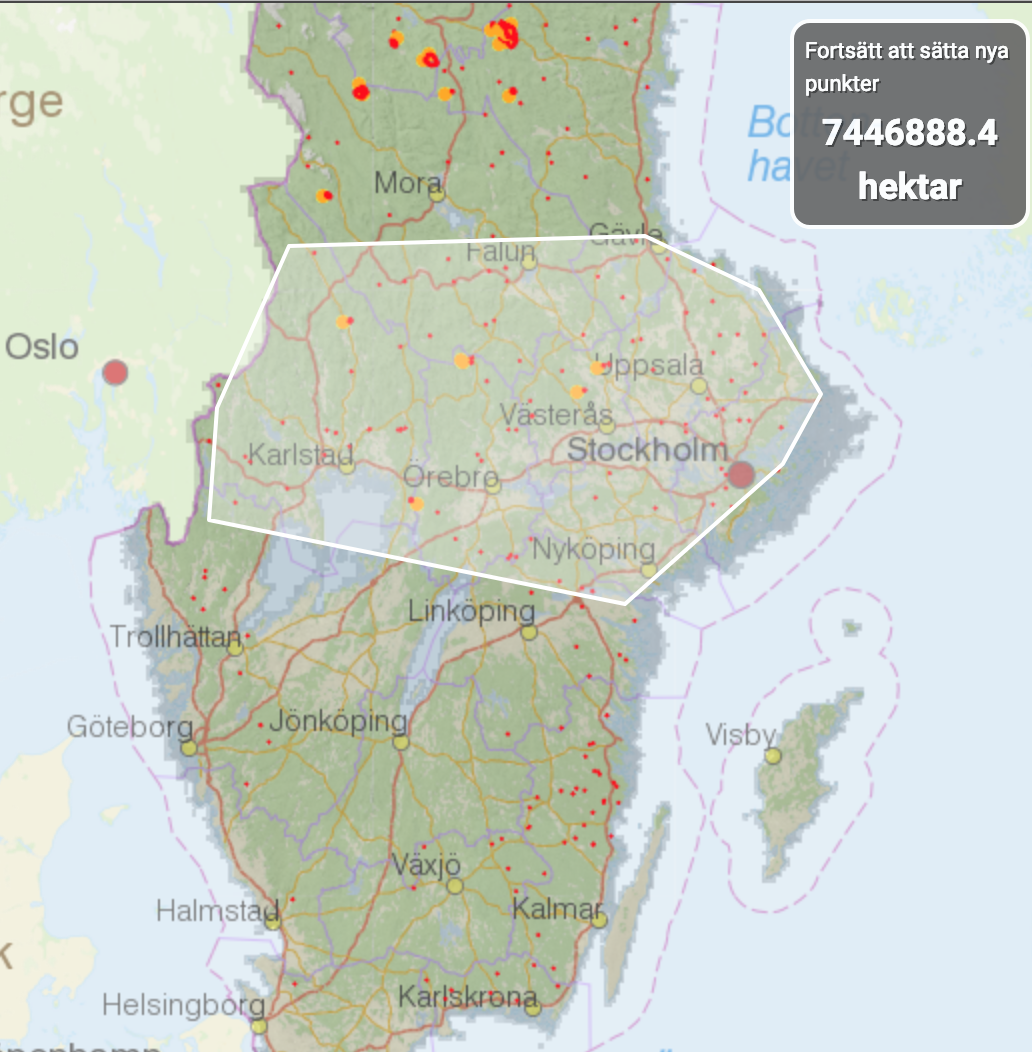 Fortsätt att sätta nya
punkter
7446888.4
hektar
rge
Bott
havet
Mora
Gävle
Falun
Oslo
Uppsala
Västerås
Stockholm
Karlstad
Örebro
Nyköping
Linköping
Trollhättan
Göteborg
Jönköping
Visby
Växjö
Halmstad
Kalmar
k
Karlskrona
Helsingborg